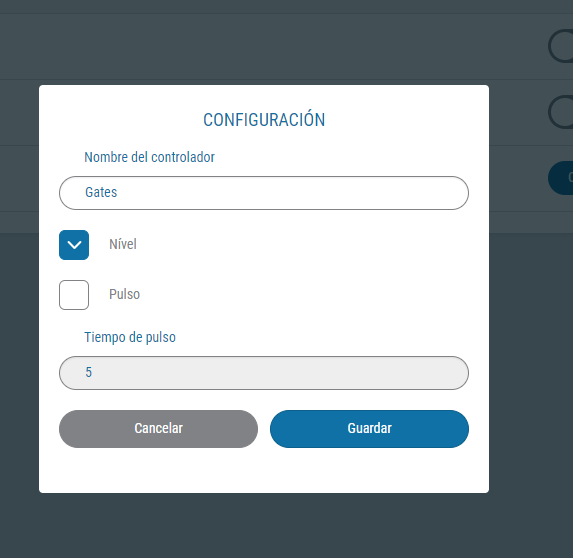 CONFIGURACIÓN
Nombre del controlador
Gates
Nível
Pulso
Tiempo de pulso
5
Cancelar
Guardar